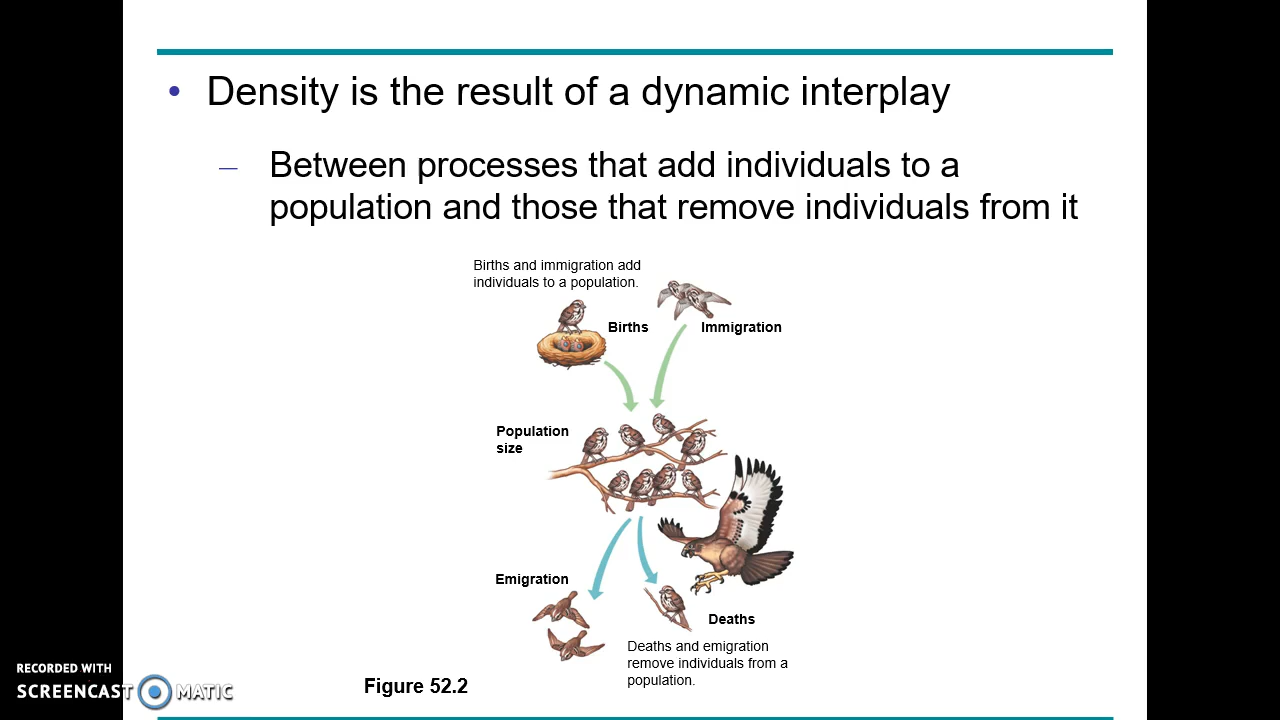 • Density is the result of a dynamic interplay
– Between processes that add individuals to a
population and those that remove individuals from it
Births and immigration add
individuals to a population.
Births
Immigration
Population
size
Emigration
Deaths
Deaths and emigration
remove individuals from a
population.
Figure 52.2
RECORDED WITH
SCREENCAST MATIC